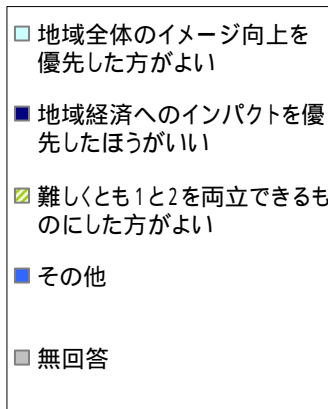 地域全体のイメージ向上を
優先した方がよい
地域経済へのインパクトを優
先したほうがいい
難しくとも1と2を両立できるも
のにした方がよい
その他
無回答